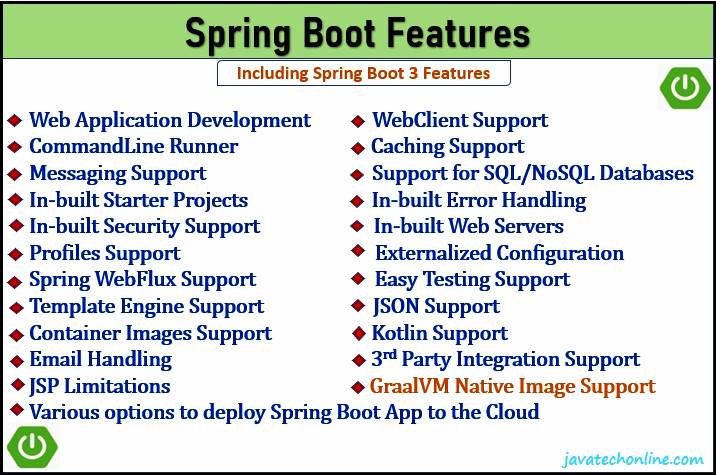 Spring Boot Features
Including Spring Boot 3 Features
Web Application Development
CommandLine Runner
Messaging Support
In-built Starter Projects
In-built Security Support
Profiles Support
Spring WebFlux Support
Template Engine Support
Container Images Support
Email Handling
JSP Limitations
Various options to deploy Spring Boot App to the Cloud
WebClient Support
Caching Support
Support for SQL/NoSQL Databases
In-built Error Handling
In-built Web Servers
Externalized Configuration
Easy Testing Support
JSON Support
Kotlin Support
3rd Party Integration Support
GraalVM Native Image Support
javatechonline.com